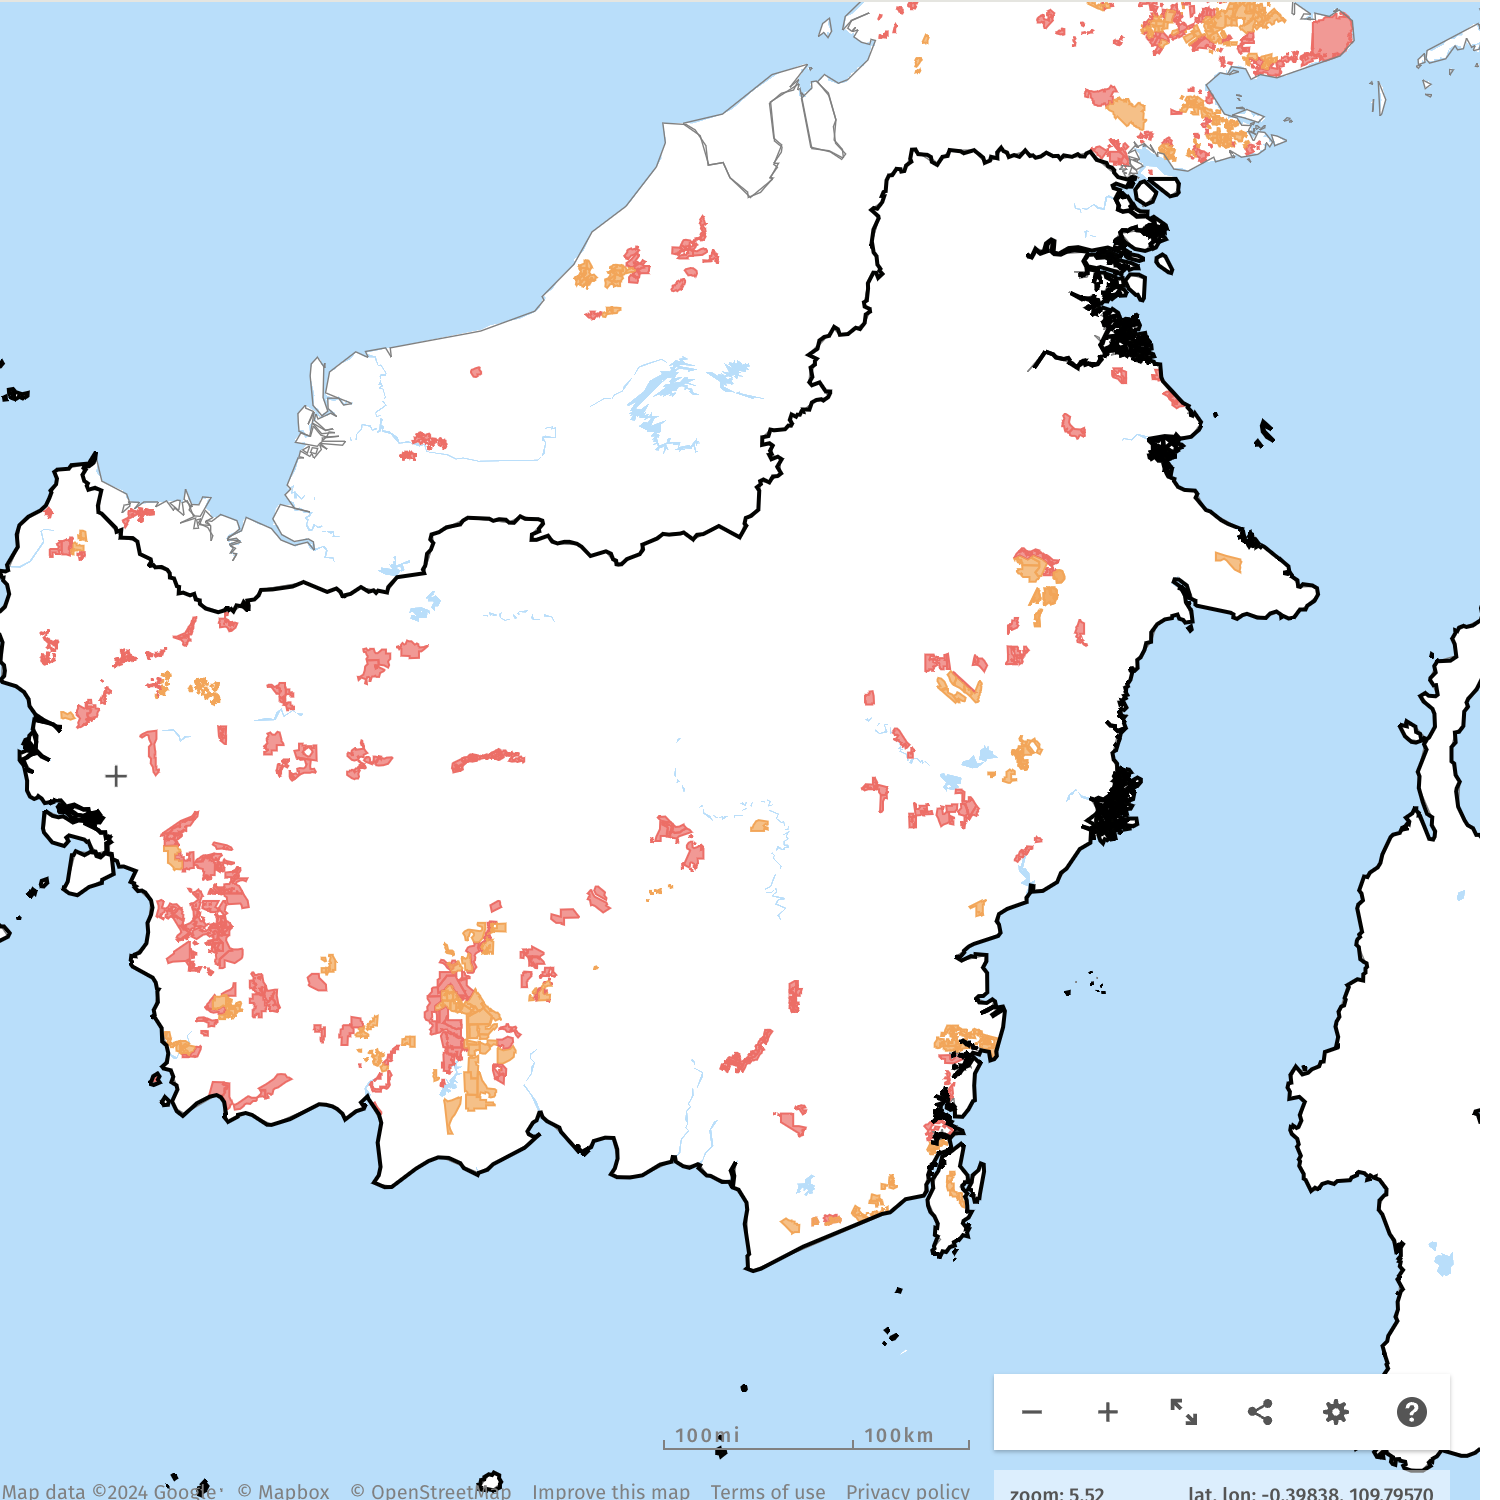 100mi 100km
Map data ©2024 Google, © Mapbox © OpenStreetMap Improve this map Terms of use Privacy policy
zoom: 5.52 lat, lon: -0.39838, 109.79570